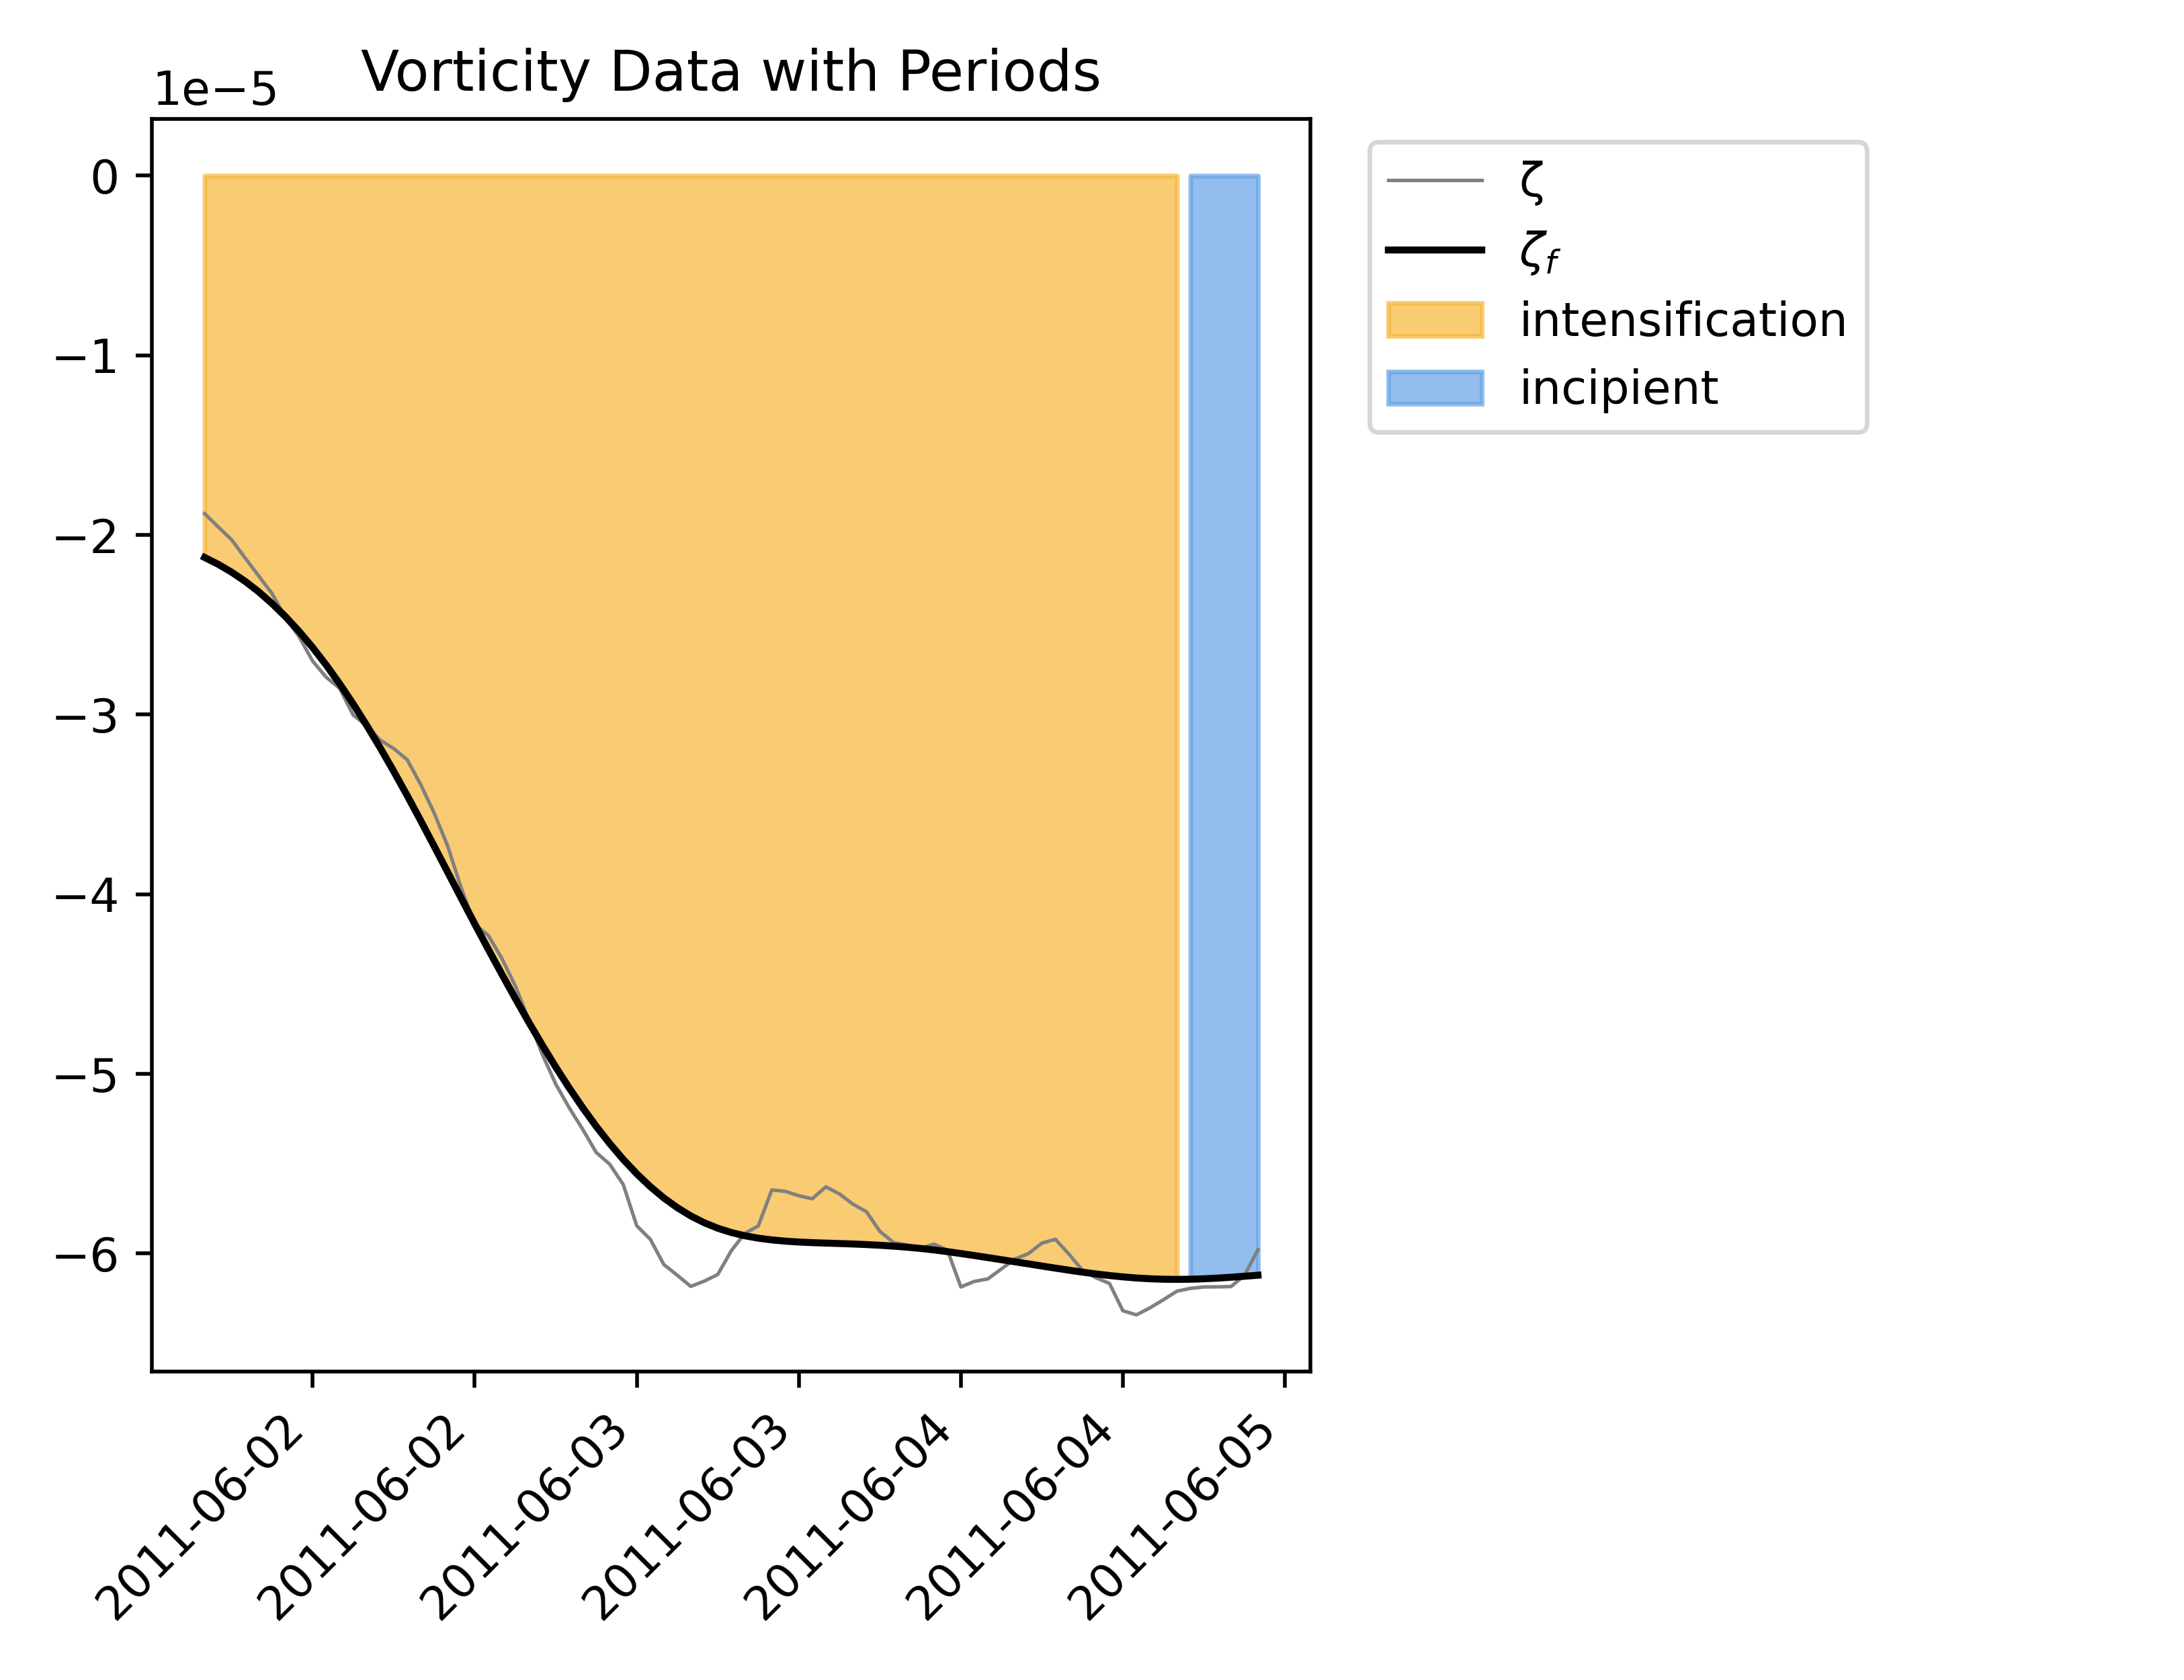 Vorticity Data with Periods
1e−5
0
−1
−2
−3
−4
−5
−6
2011-06-02
2011-06-02
2011-06-03
2011-06-03
2011-06-04
2011-06-04
2011-06-05
ζ
ζf
intensification
incipient